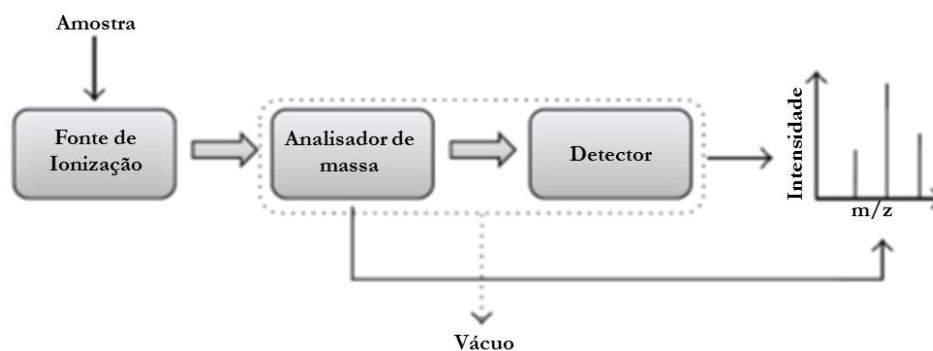 Amostra
Fonte de
Ionização
Analisador de
massa
Detector
Intensidade
m/z
Vácuo